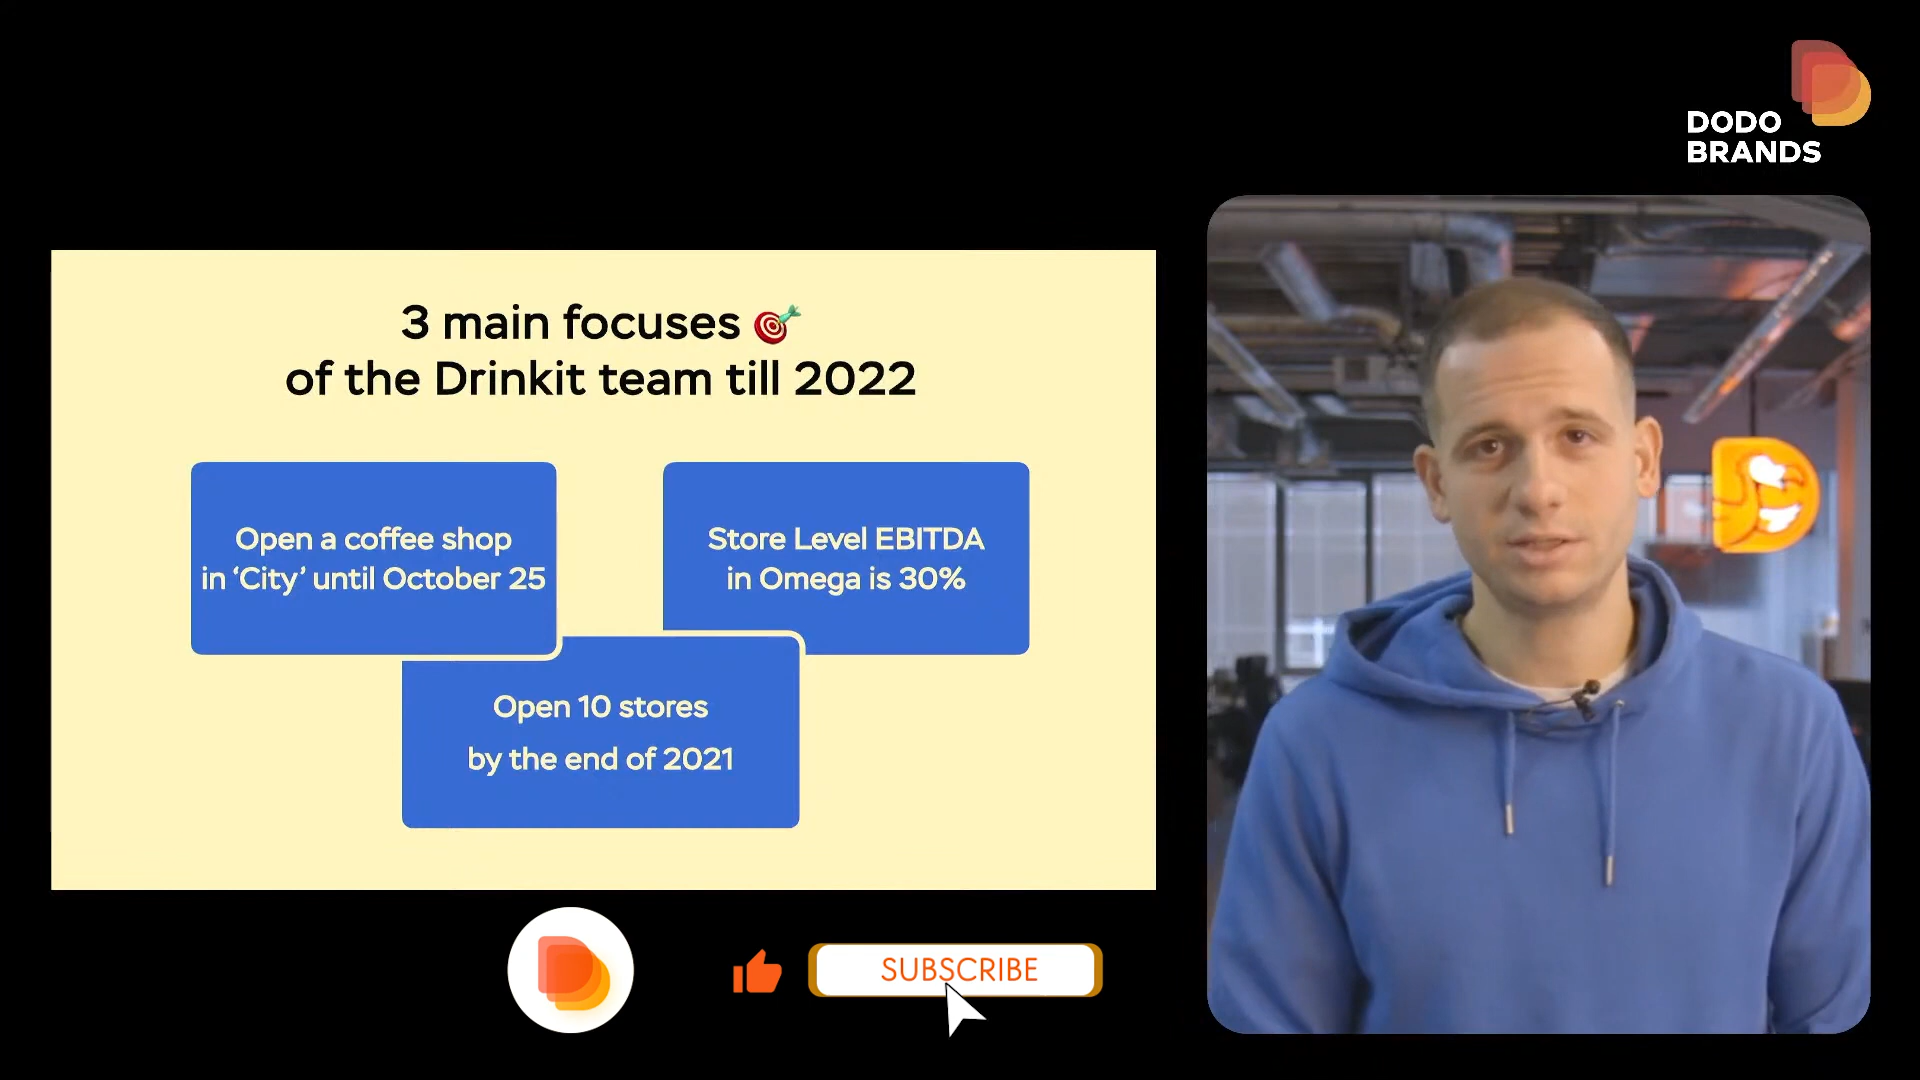 DODO
BRANDS
3 main focuses
of the Drinkit team till 2022
Open a coffee shop
in ‘City’ until October 25
Store Level EBITDA
in Omega is 30%
Open 10 stores
by the end of 2021
SUBSCRIBE